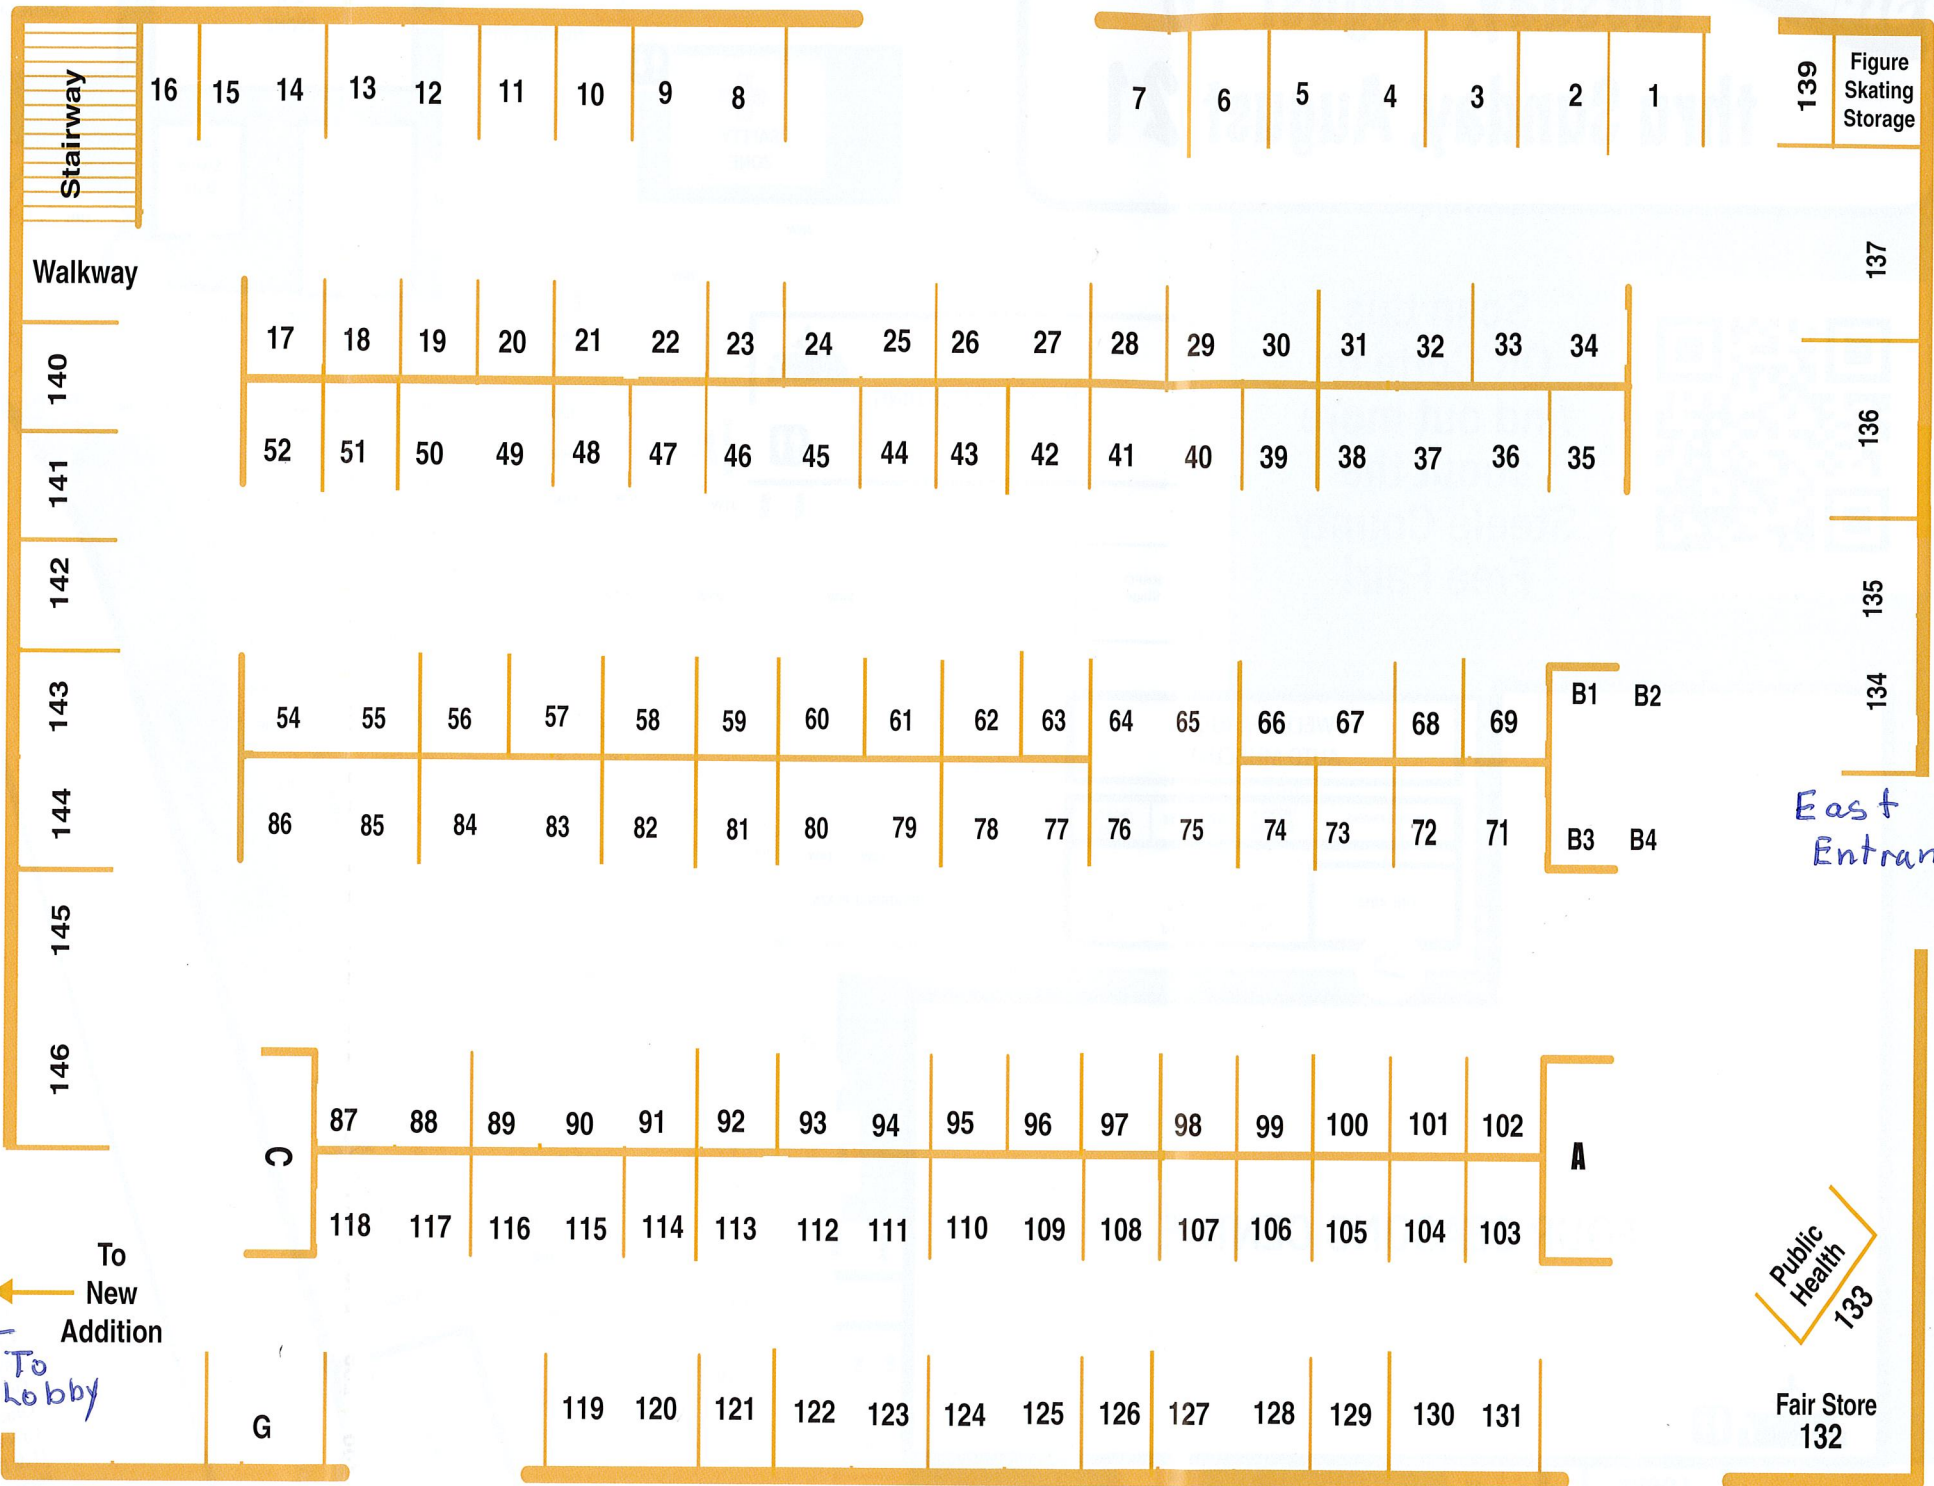 Stairway
16 15 14 13 12 11 10 9 8 7 6 5 4 3 2 1
139
Figure
Skating
Storage
Walkway
137
17 18 19 20 21 22 23 24 25 26 27 28 29 30 31 32 33 34
140
136
52 51 50 49 48 47 46 45 44 43 42 41 40 39 38 37 36 35
141
142
135
143
134
54 55 56 57 58 59 60 61 62 63 64 65 66 67 68 69 B1 B2
144
86 85 84 83 82 81 80 79 78 77 76 75 74 73 72 71 B3 B4
East
Entran
145
146
87 88 89 90 91 92 93 94 95 96 97 98 99 100 101 102
C
A
118 117 116 115 114 113 112 111 110 109 108 107 106 105 104 103
Public
Health
133
To
New
Addition
To
Lobby
G
119 120 121 122 123 124 125 126 127 128 129 130 131
Fair Store
132